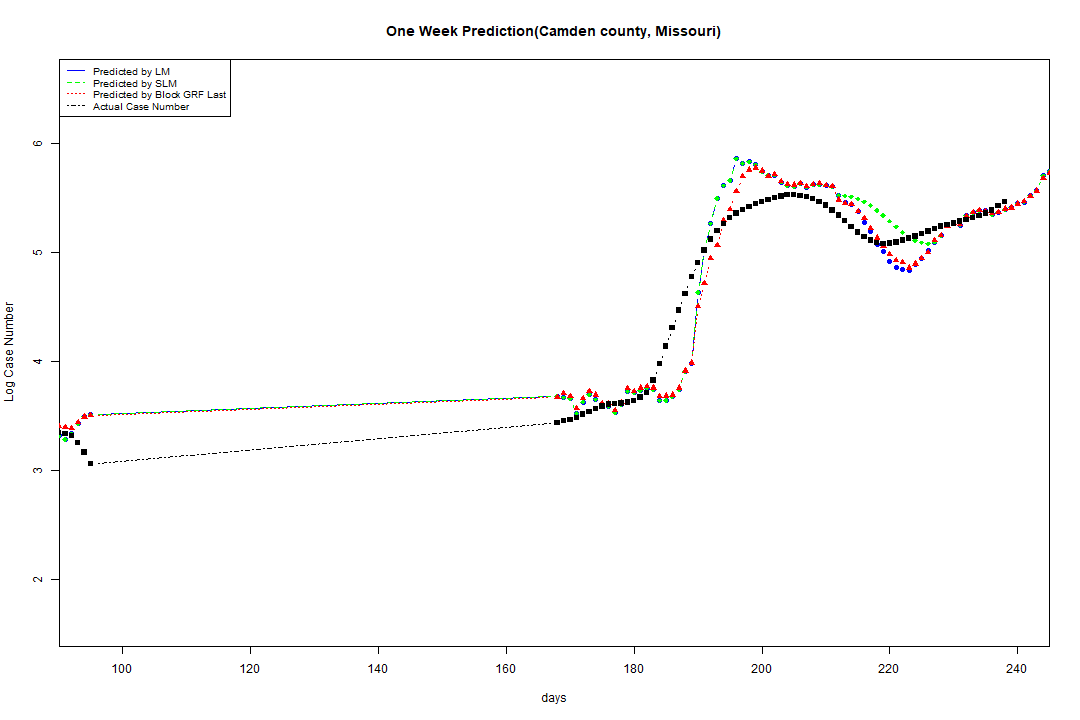 One Week Prediction(Camden county, Missouri)
Predicted by LM
Predicted by SLM
Predicted by Block GRF Last
Actual Case Number
6
5
4
3
2
Log Case Number
100 120 140 160 180 200 220 240
days